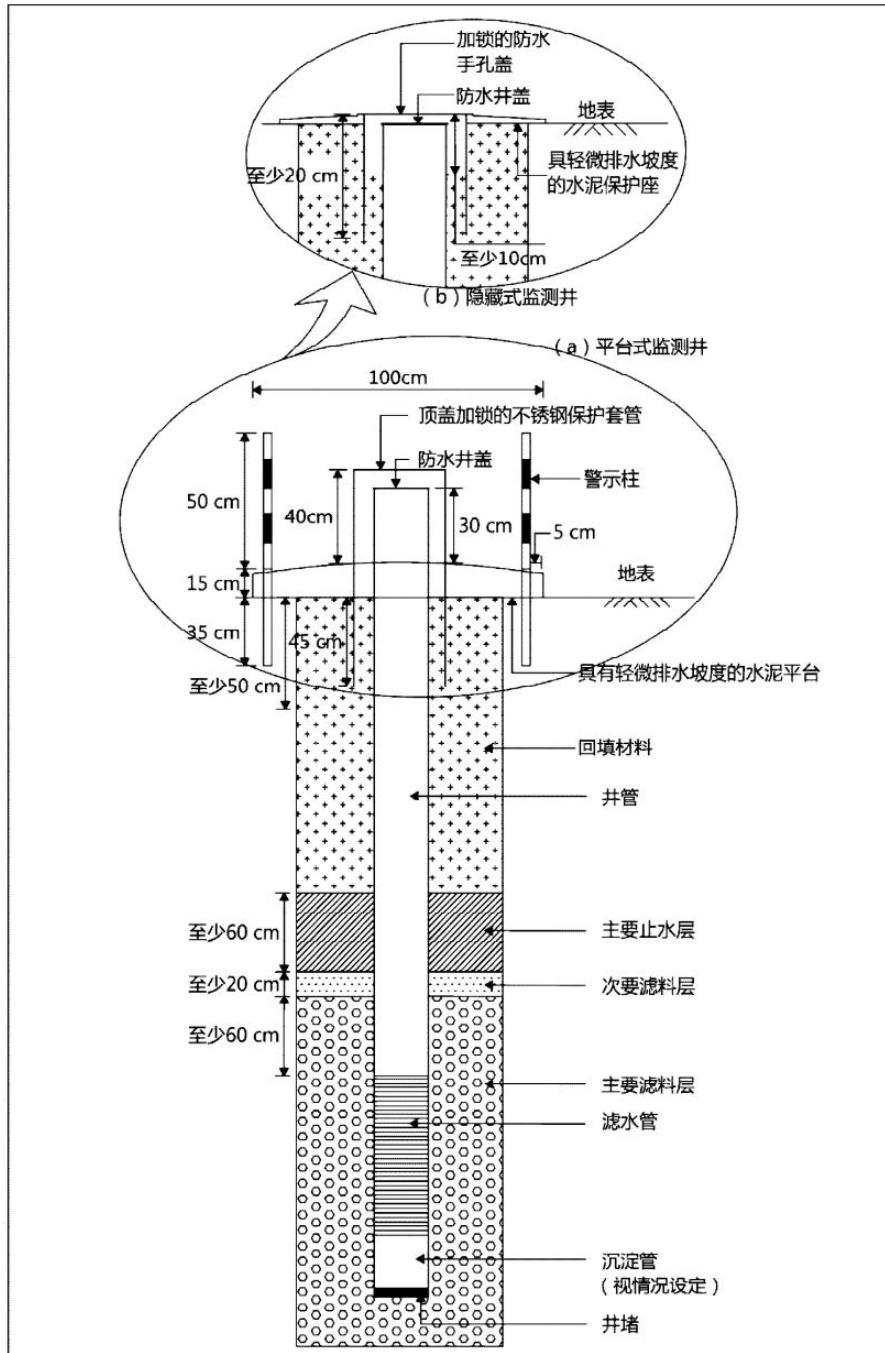 加锁的防水
手孔盖
防水井盖
地表
至少20 cm
具轻微排水坡度
的水泥保护座
至少10cm
（b）隐藏式监测井
（a）平台式监测井
100cm
顶盖加锁的不锈钢保护套管
防水井盖
50 cm
警示柱
40cm
30 cm
5 cm
15 cm
地表
35 cm
45 cm
至少50 cm
具有轻微排水坡度的水泥平台
回填材料
井管
至少60 cm
主要止水层
至少20 cm
次要滤料层
至少60 cm
主要滤料层
滤水管
沉淀管
（视情况设定）
井堵